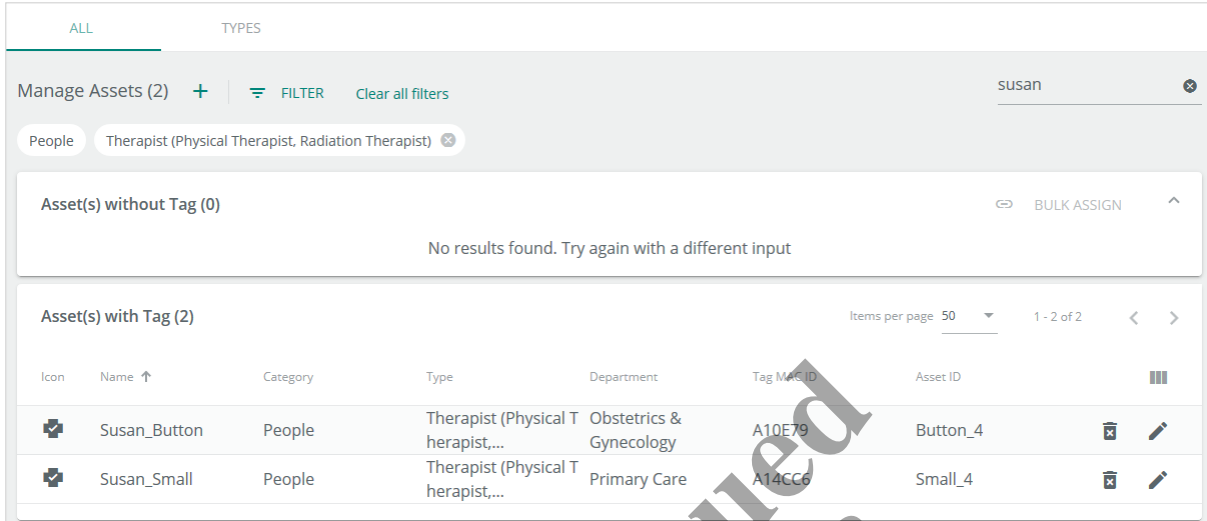 ALL TYPES
Manage Assets (2) + FILTER Clear all filters susan
People Therapist (Physical Therapist, Radiation Therapist)
Asset(s) without Tag (0) BULK ASSIGN
No results found. Try again with a different input
Asset(s) with Tag (2) Items per page 50 1 - 2 of 2
Icon Name Category Type Department Tag MAC ID Asset ID
Susan_Button People Therapist (Physical T herapist,... Obstetrics & Gynecology A10E79 Button_4
Susan_Small People Therapist (Physical T herapist,... Primary Care A14CC6 Small_4